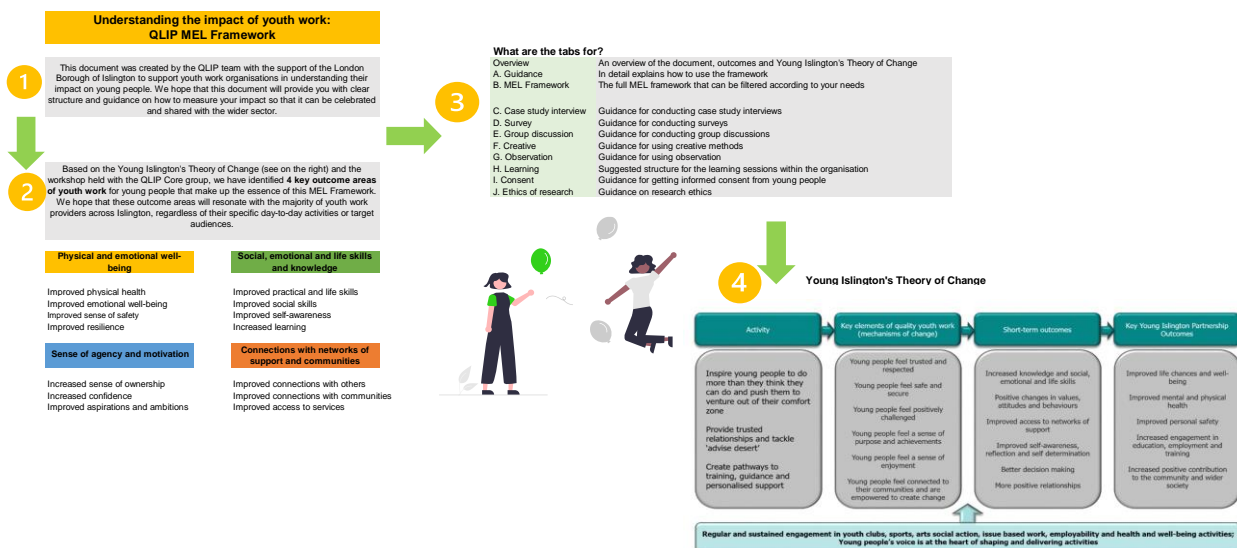 Understanding the impact of youth work:
QLIP MEL Framework
1
This document was created by the QLIP team with the support of the London
Borough of Islington to support youth work organisations in understanding their
impact on young people. We hope that this document will provide you with clear
structure and guidance on how to measure your impact so that it can be celebrated
and shared with the wider sector.
2
Based on the Young Islington's Theory of Change (see on the right) and the
workshop held with the QLIP Core group, we have identified 4 key outcome areas
of youth work for young people that make up the essence of this MEL Framework.
We hope that these outcome areas will resonate with the majority of youth work
providers across Islington, regardless of their specific day-to-day activities or target
audiences.
Physical and emotional well-
being
Improved physical health
Improved emotional well-being
Improved sense of safety
Improved resilience
Social, emotional and life skills
and knowledge
Improved practical and life skills
Improved social skills
Improved self-awareness
Increased learning
Sense of agency and motivation
Increased sense of ownership
Increased confidence
Improved aspirations and ambitions
Connections with networks of
support and communities
Improved connections with others
Improved connections with communities
Improved access to services
3
What are the tabs for?
Overview An overview of the document, outcomes and Young Islington's Theory of Change
A. Guidance In detail explains how to use the framework
B. MEL Framework The full MEL framework that can be filtered according to your needs
C. Case study interview Guidance for conducting case study interviews
D. Survey Guidance for conducting surveys
E. Group discussion Guidance for conducting group discussions
F. Creative Guidance for using creative methods
G. Observation Guidance for using observation
H. Learning Suggested structure for the learning sessions within the organisation
I. Consent Guidance for getting informed consent from young people
J. Ethics of research Guidance on research ethics
4
Young Islington's Theory of Change
Activity
Inspire young people to do
more than they think they
can do and push them to
venture out of their comfort
zone
Provide trusted
relationships and tackle
'advise desert'
Create pathways to
training, guidance and
personalised support
Key elements of quality youth work
(mechanisms of change)
Young people feel trusted and
respected
Young people feel safe and
secure
Young people feel positively
challenged
Young people feel a sense of
purpose and achievements
Young people feel a sense of
enjoyment
Young people feel connected to
their communities and are
empowered to create change
Short-term outcomes
Increased knowledge and social,
emotional and life skills
Positive changes in values,
attitudes and behaviours
Improved access to networks of
support
Improved self-awareness,
reflection and self determination
Better decision making
More positive relationships
Key Young Islington Partnership
Outcomes
Improved life chances and well-
being
Improved mental and physical
health
Improved personal safety
Increased engagement in
education, employment and
training
Increased positive contribution
to the community and wider
society
Regular and sustained engagement in youth clubs, sports, arts social action, issue based work, employability and health and well-being activities;
Young people's voice is at the heart of shaping and delivering activities